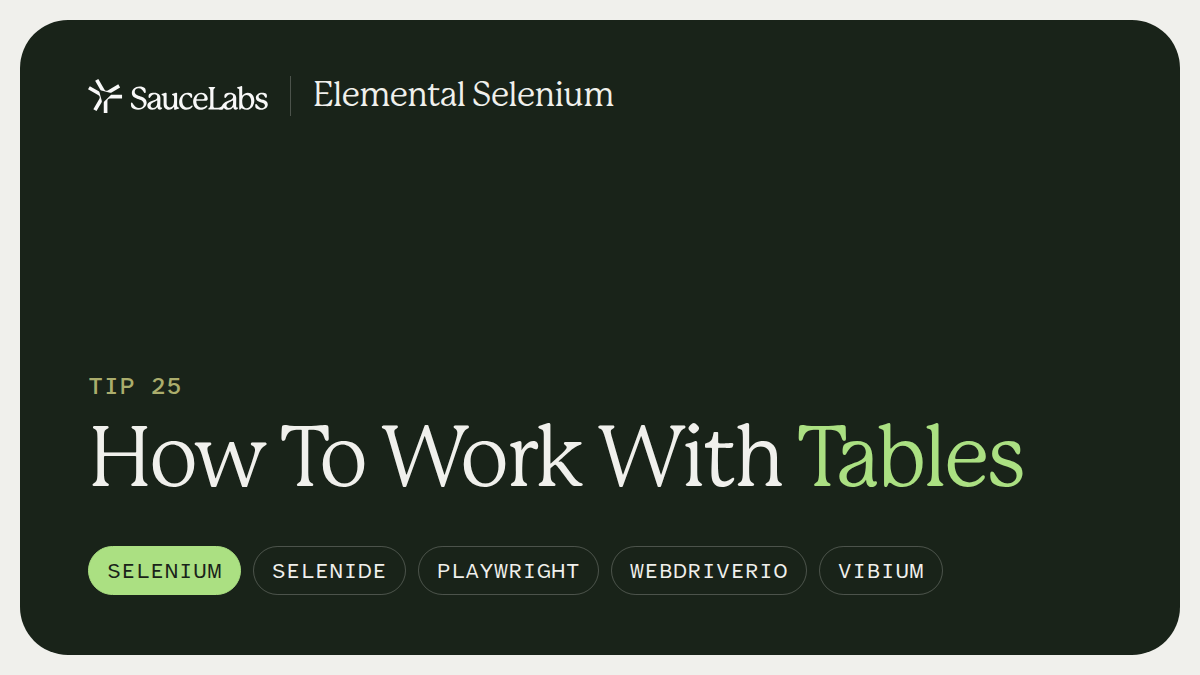 SauceLabs Elemental Selenium
TIP 25
How To Work With Tables
SELENIUM SELENIDE PLAYWRIGHT WEBDRIVERIO VIBIUM